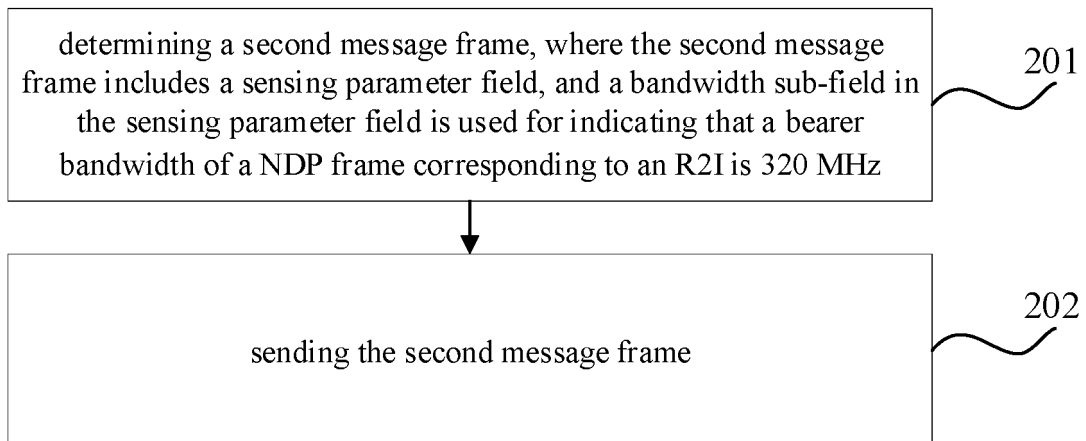 determining a second message frame, where the second message
frame includes a sensing parameter field, and a bandwidth sub-field in
the sensing parameter field is used for indicating that a bearer
bandwidth of a NDP frame corresponding to an R2I is 320 MHz
201
sending the second message frame
202